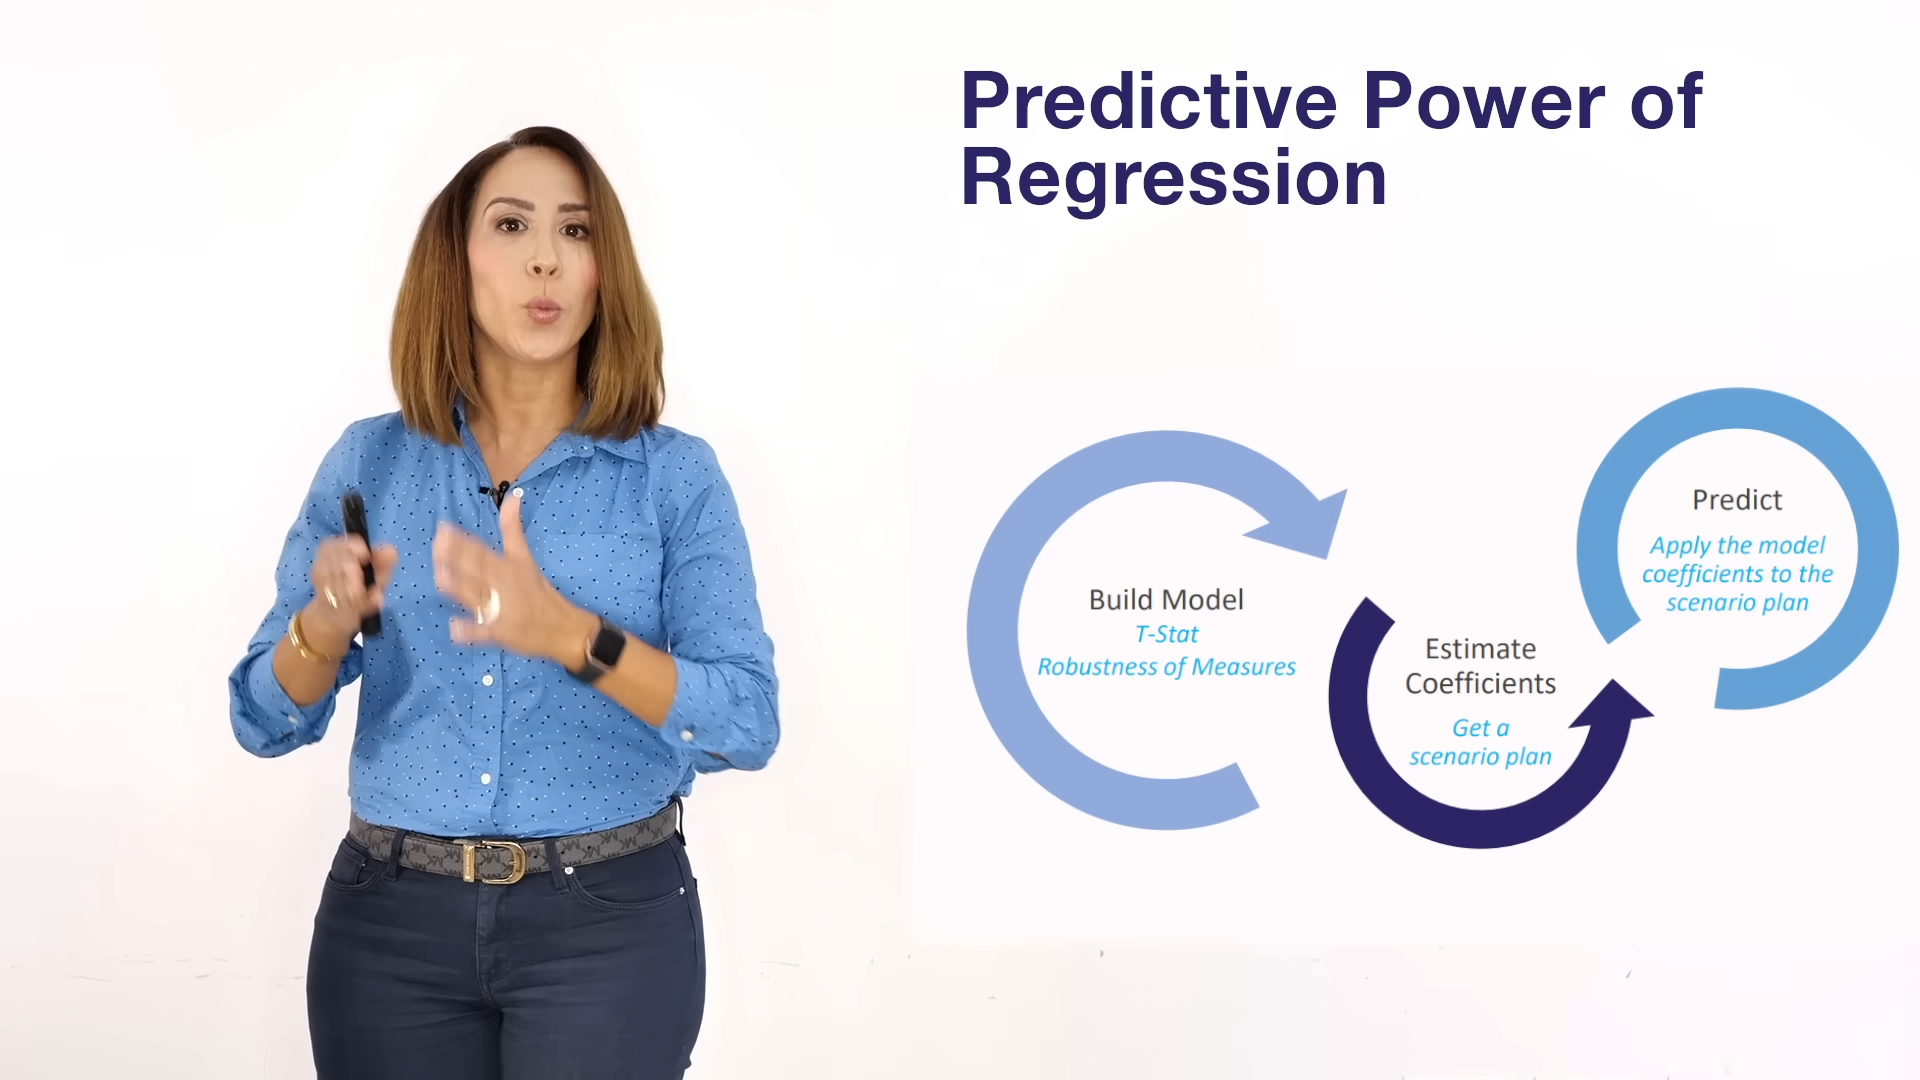 Predictive Power of
Regression
Build Model
T-Stat
Robustness of Measures
Estimate
Coefficients
Get a
scenario plan
Predict
Apply the model
coefficients to the
scenario plan